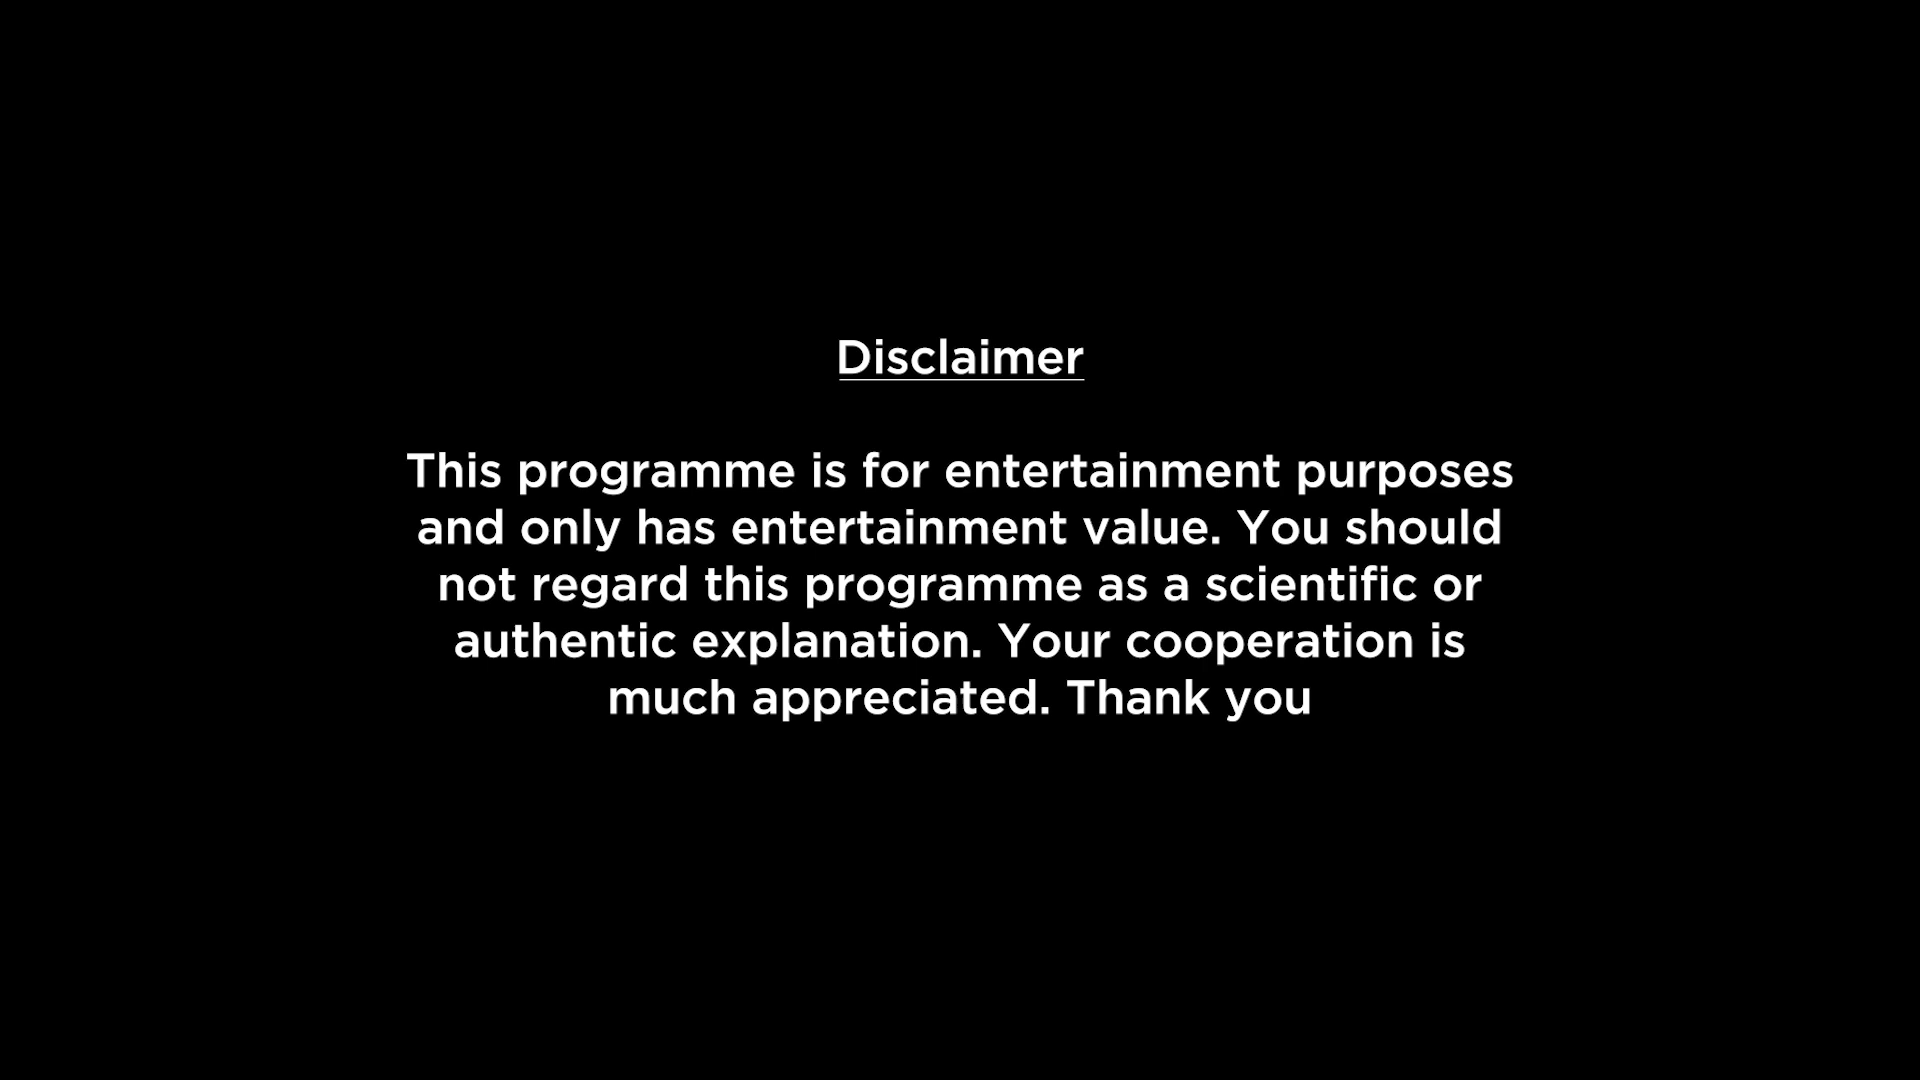 Disclaimer
This programme is for entertainment purposes
and only has entertainment value. You should
not regard this programme as a scientific or
authentic explanation. Your cooperation is
much appreciated. Thank you